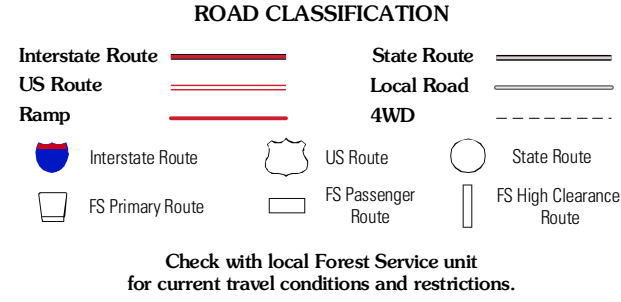 ROAD CLASSIFICATION
Interstate Route
State Route
US Route
Local Road
Ramp
4WD
Interstate Route
US Route
State Route
FS Primary Route
FS Passenger
Route
FS High Clearance
Route
Check with local Forest Service unit
for current travel conditions and restrictions.